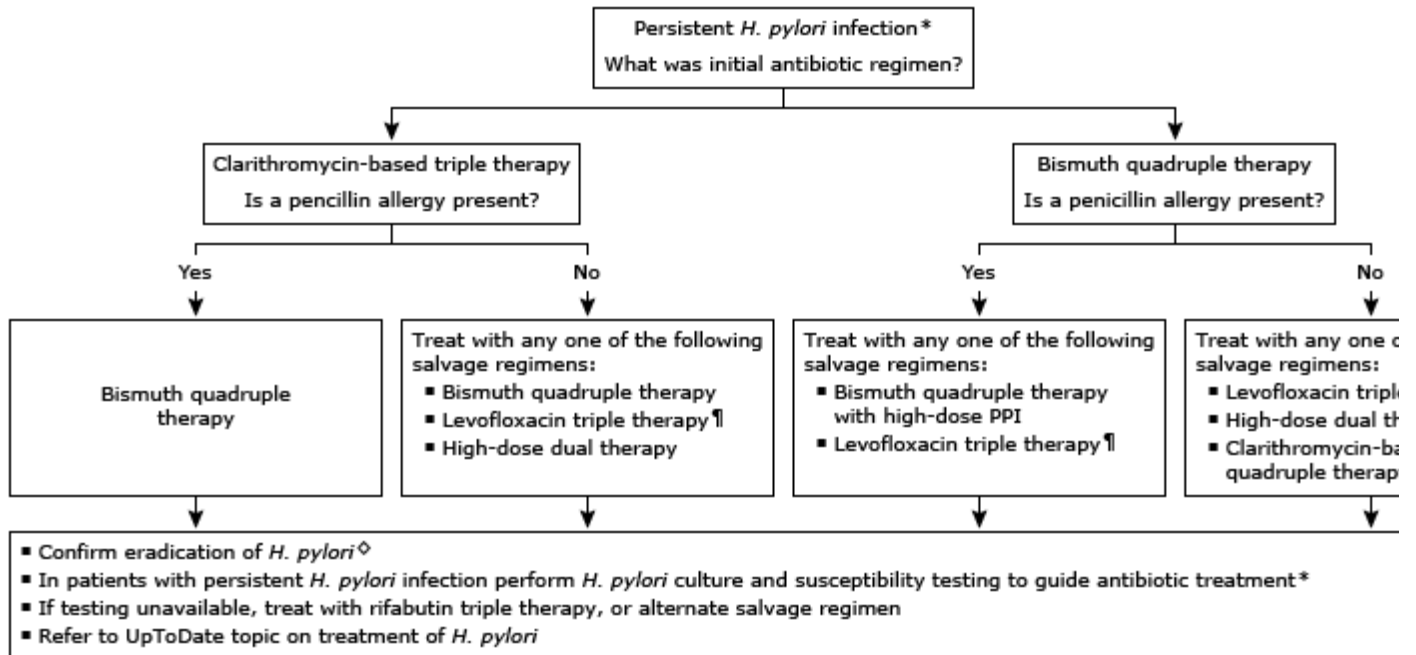 Persistent H. pylori infection*
What was initial antibiotic regimen?
Clarithromycin-based triple therapy
Is a pencillin allergy present?
Bismuth quadruple therapy
Is a penicillin allergy present?
Yes
No
Yes
No
Bismuth quadruple
therapy
Treat with any one of the following
salvage regimens:
▪ Bismuth quadruple therapy
▪ Levofloxacin triple therapy¶
▪ High-dose dual therapy
Treat with any one of the following
salvage regimens:
▪ Bismuth quadruple therapy
with high-dose PPI
▪ Levofloxacin triple therapy¶
Treat with any one
salvage regimens:
▪ Levofloxacin
▪ High-dose dual
▪ Clarithromycin-
quadruple
▪ Confirm eradication of H. pylori◇
▪ In patients with persistent H. pylori infection perform H. pylori culture and susceptibility testing to guide antibiotic treatment*
▪ If testing unavailable, treat with rifabutin triple therapy, or alternate salvage regimen
▪ Refer to UpToDate topic on treatment of H. pylori